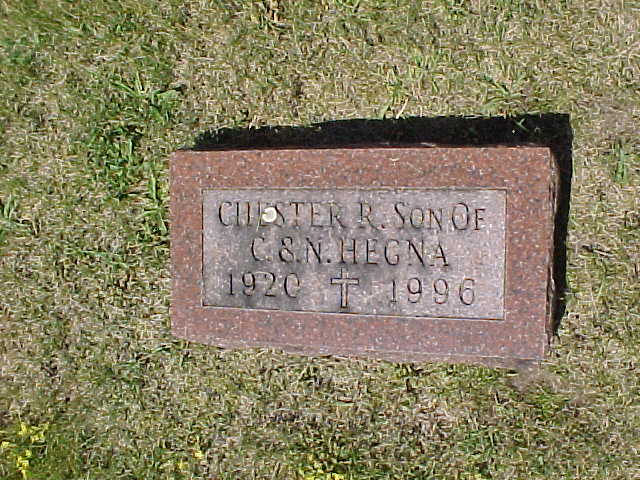 CHESTER R. SON OF
C. & N. HEGNA
1920 ✝ 1996